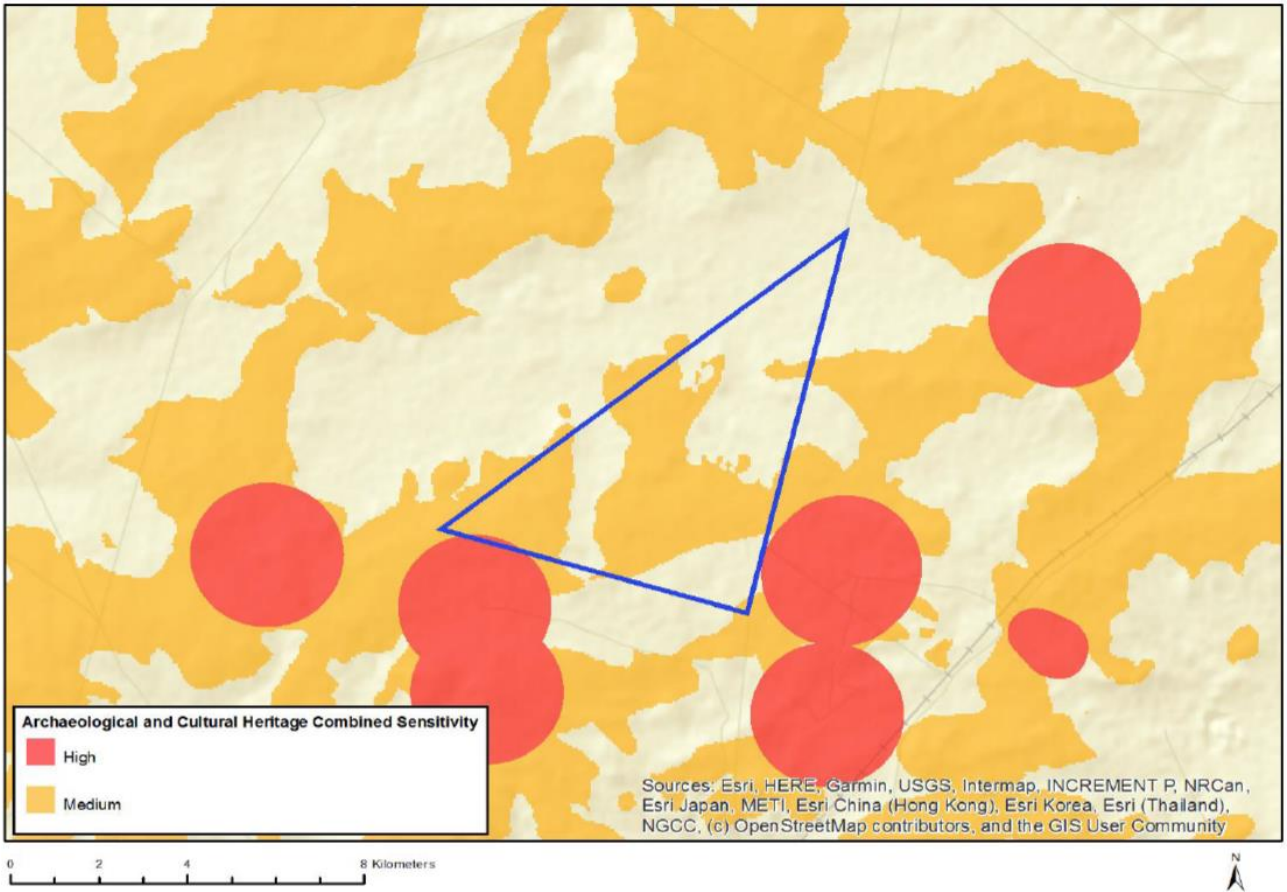 Archaeological and Cultural Heritage Combined Sensitivity
High
Medium
Sources: Esri, HERE, Garmin, USGS, Intermap, INCREMENT P, NRCan,
Esri Japan, METI, Esri China (Hong Kong), Esri Korea, Esri (Thailand),
NGCC, (c) OpenStreetMap contributors, and the GIS User Community
0 2 4 8 Kilometers
N